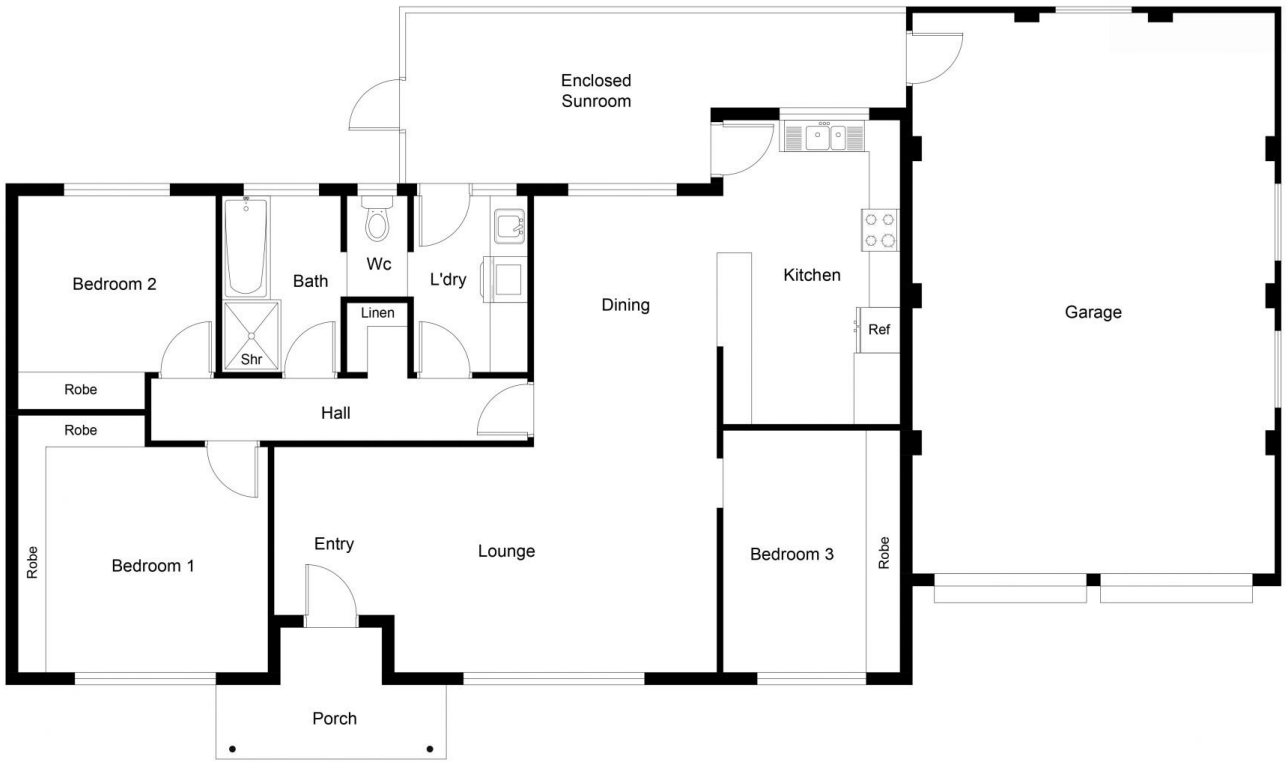 Enclosed
Sunroom
Bedroom 2
Bath
Wc
L'dry
Kitchen
Linen
Dining
Garage
Ref
Shr
Robe
Hall
Robe
Entry
Lounge
Bedroom 3
Robe
Robe
Bedroom 1
Porch